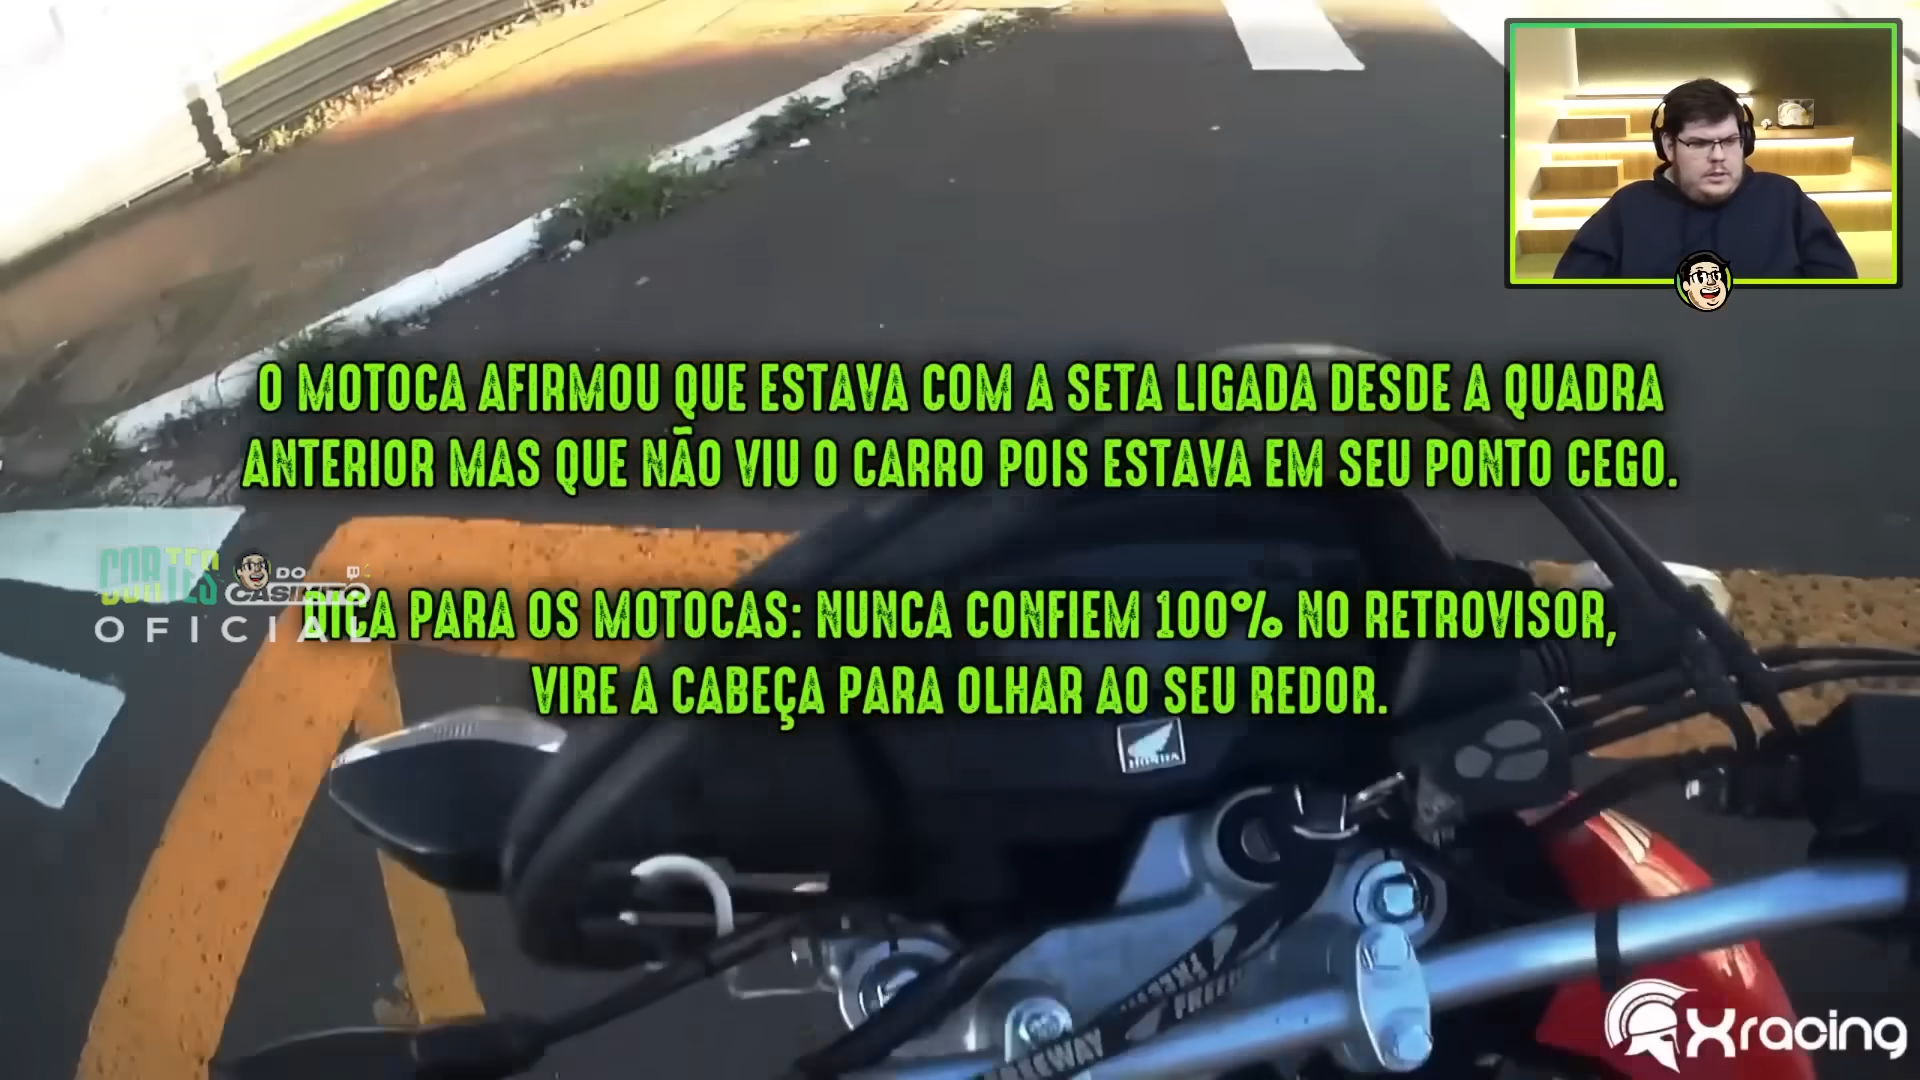 O MOTOCA AFIRMOU QUE ESTAVA COM A SETA LIGADA DESDE A QUADRA
ANTERIOR MAS QUE NÃO VIU O CARRO POIS ESTAVA EM SEU PONTO CEGO.
CORTES DO CASIMITO
OFICIAL
DICA PARA OS MOTOCAS: NUNCA CONFIEM 100% NO RETROVISOR,
VIRE A CABEÇA PARA OLHAR AO SEU REDOR.
HONDA
FREEWAY
Xracing